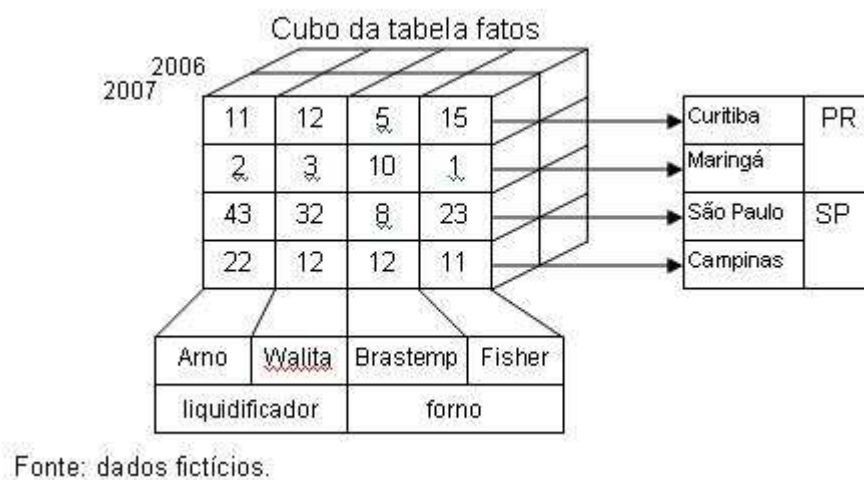 Cubo da tabela fatos
2006
2007
11 12 5 15 Curitiba PR
2 3 10 1 Maringá
43 32 8 23 São Paulo SP
22 12 12 11 Campinas
Arno Walita Brastemp Fisher
liquidificador forno
Fonte: dados fictícios.